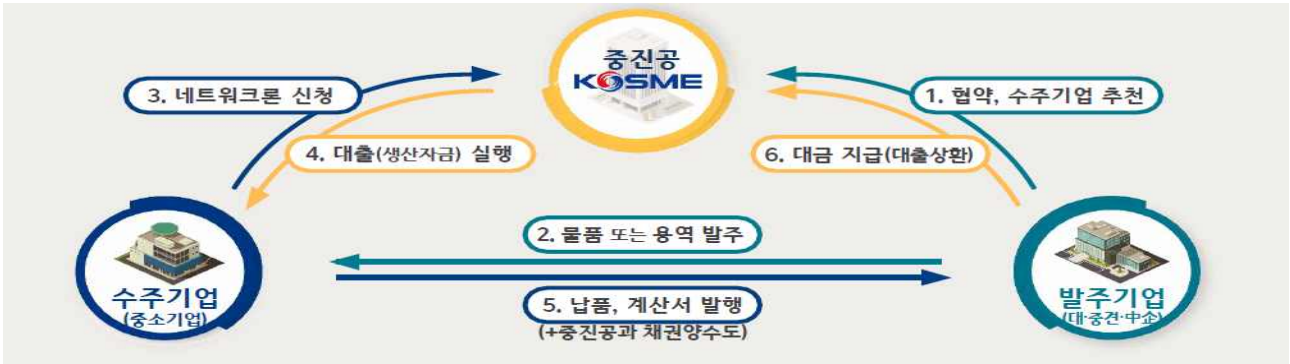 중진공
KOSME
3. 네트워크론 신청
1. 협약, 수주기업 추천
4. 대출(생산자금) 실행
6. 대금 지급(대출상환)
2. 물품 또는 용역 발주
수주기업
(중소기업)
발주기업
(대·중견·中企)
5. 납품, 계산서 발행
(+중진공과 채권양수도)